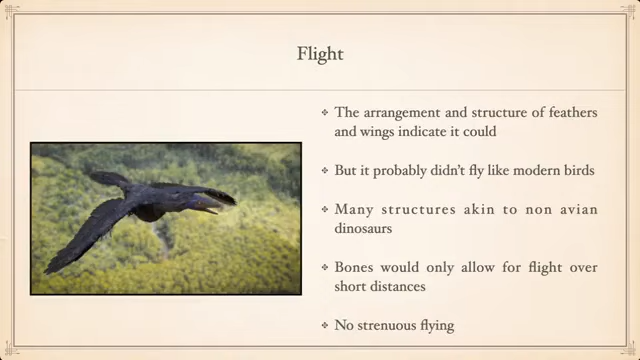 Flight
The arrangement and structure of feathers
and wings indicate it could
But it probably didn't fly like modern birds
Many structures akin to non avian
dinosaurs
Bones would only allow for flight over
short distances
No strenuous flying